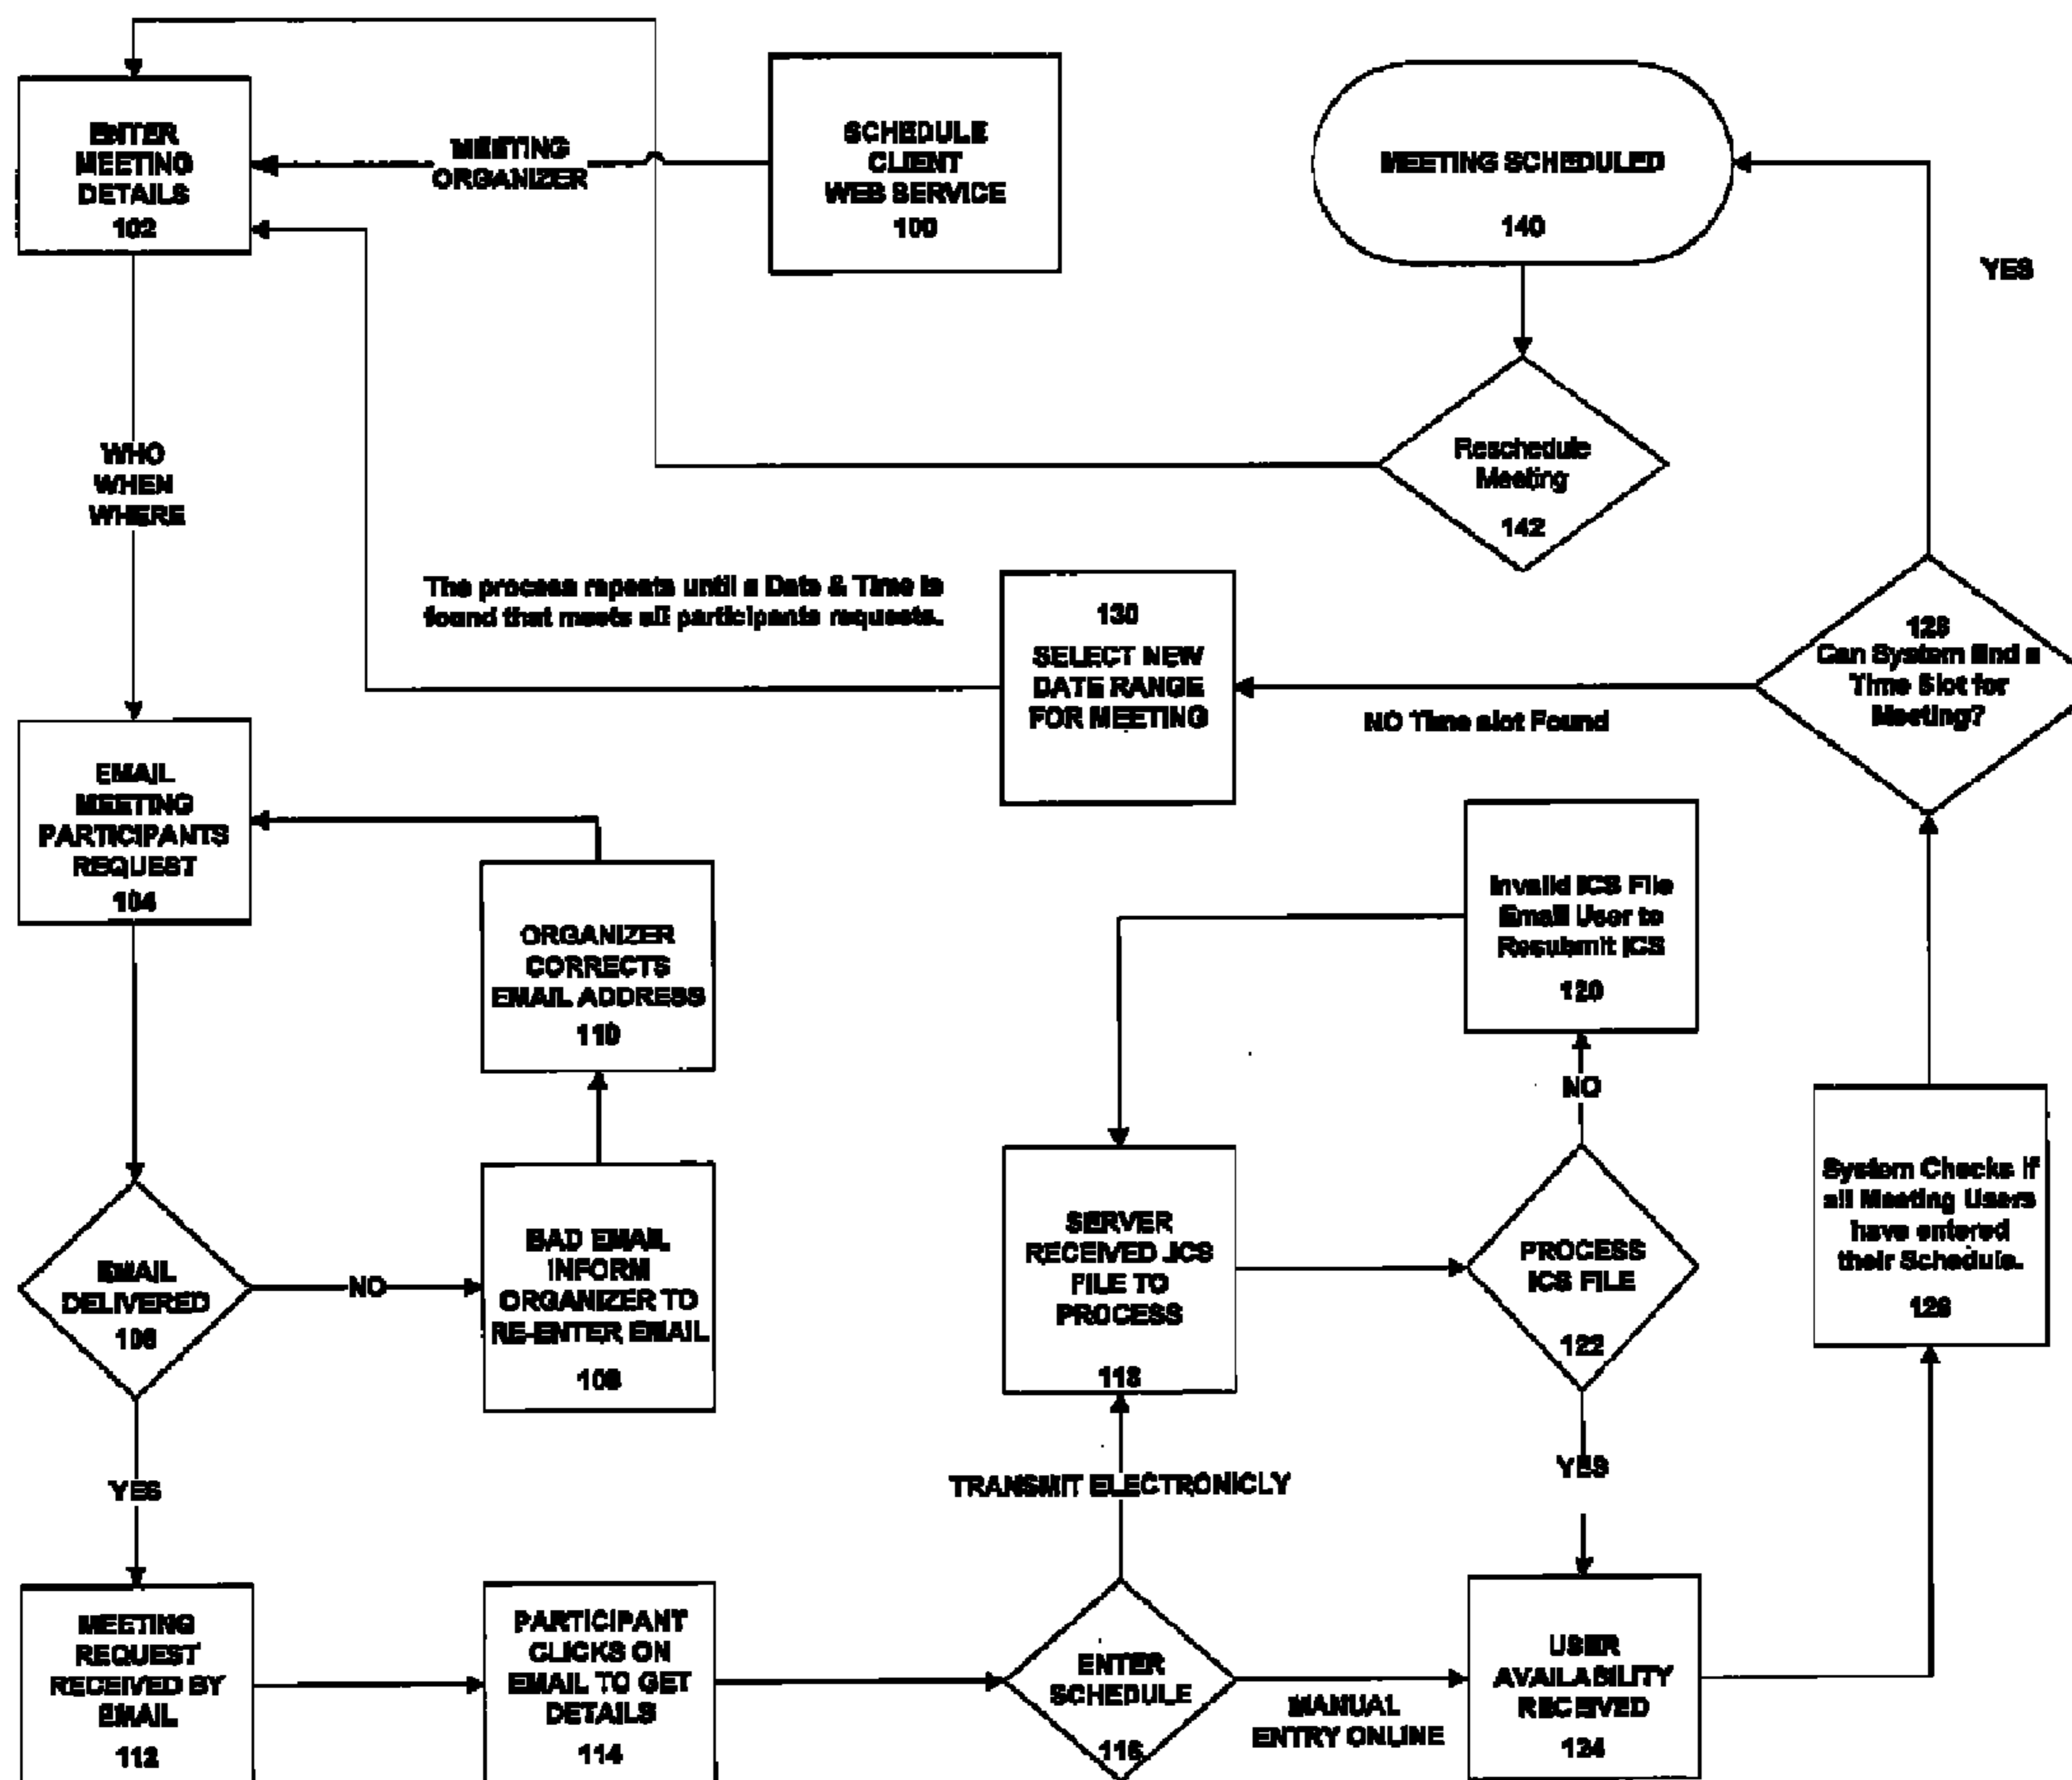 ENTER
MEETING
DETAILS
102
MEETING
ORGANIZER
SCHEDULE
CLIENT
WEB SERVICE
100
MEETING SCHEDULED
140
YES
WHO
WHEN
WHERE
Reschedule
Meeting
142
The process repeats until a Date & Time is
found that meets all participants requests.
130
SELECT NEW
DATE RANGE
FOR MEETING
NO Time slot Found
128
Can System find a
Time Slot for
Meeting?
EMAIL
MEETING
PARTICIPANTS
REQUEST
104
ORGANIZER
CORRECTS
EMAIL ADDRESS
110
Invalid ICS File
Email User to
Resubmit ICS
120
NO
EMAIL
DELIVERED
106
NO
BAD EMAIL
INFORM
ORGANIZER TO
RE-ENTER EMAIL
108
SERVER
RECEIVED ICS
FILE TO
PROCESS
118
PROCESS
ICS FILE
122
System Checks if
all Meeting Users
have entered
their Schedule.
126
YES
TRANSMIT ELECTRONICLY
YES
MEETING
REQUEST
RECEIVED BY
EMAIL
112
PARTICIPANT
CLICKS ON
EMAIL TO GET
DETAILS
114
ENTER
SCHEDULE
116
MANUAL
ENTRY ONLINE
USER
AVAILABILITY
RECEIVED
124